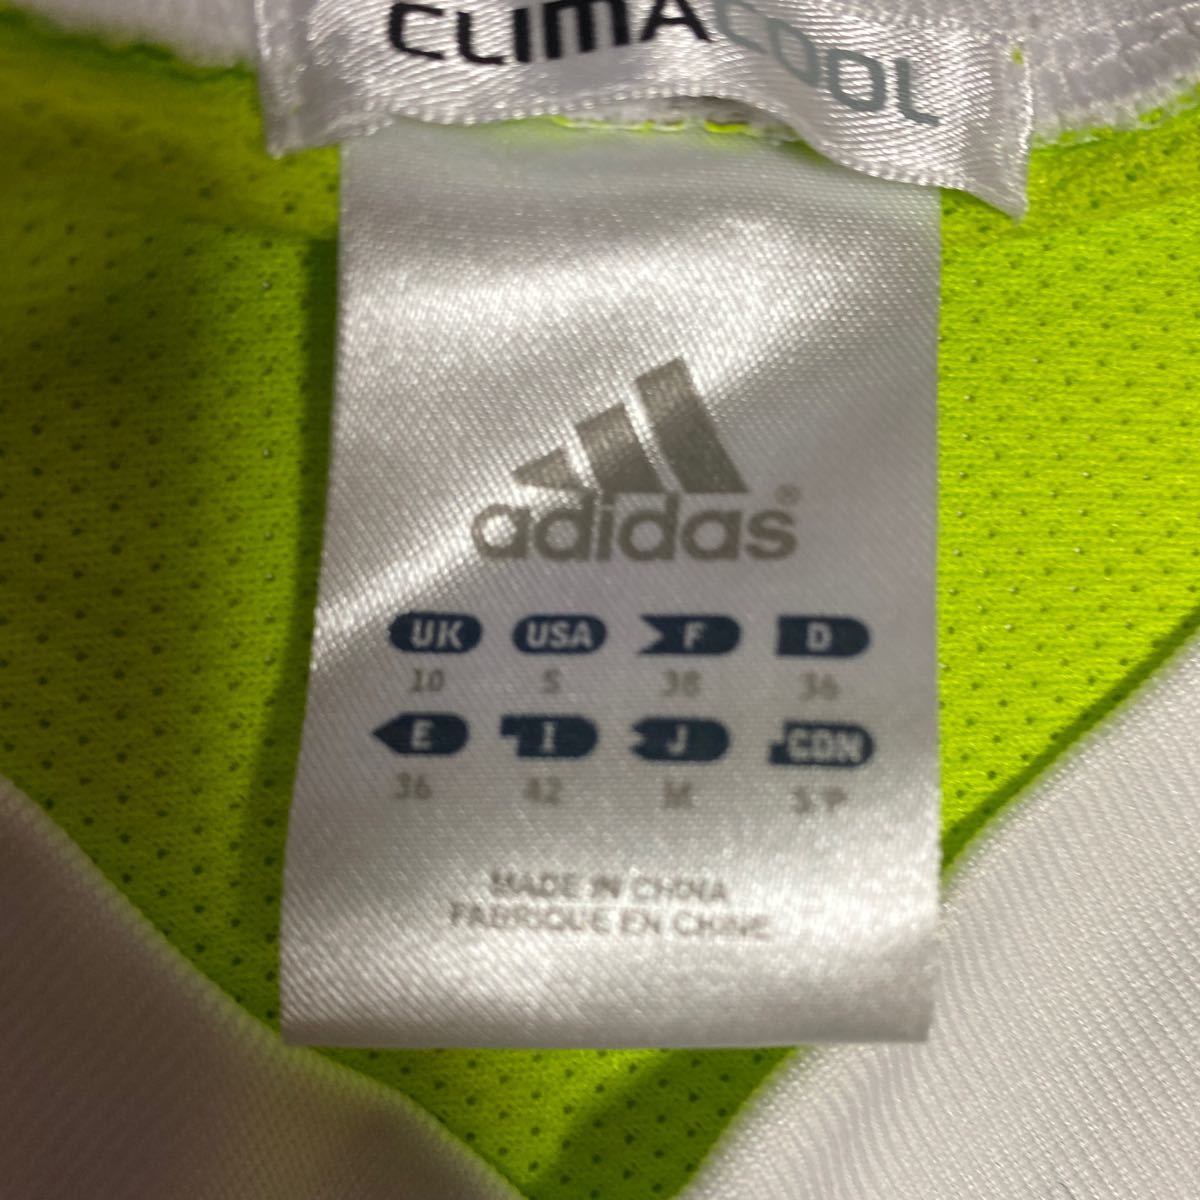 CLIMACOOL
adidas®
UK USA F D
10 S 38 36
E I J CDN
36 42 M S/P
MADE IN CHINA
FABRIQUE EN CHINE